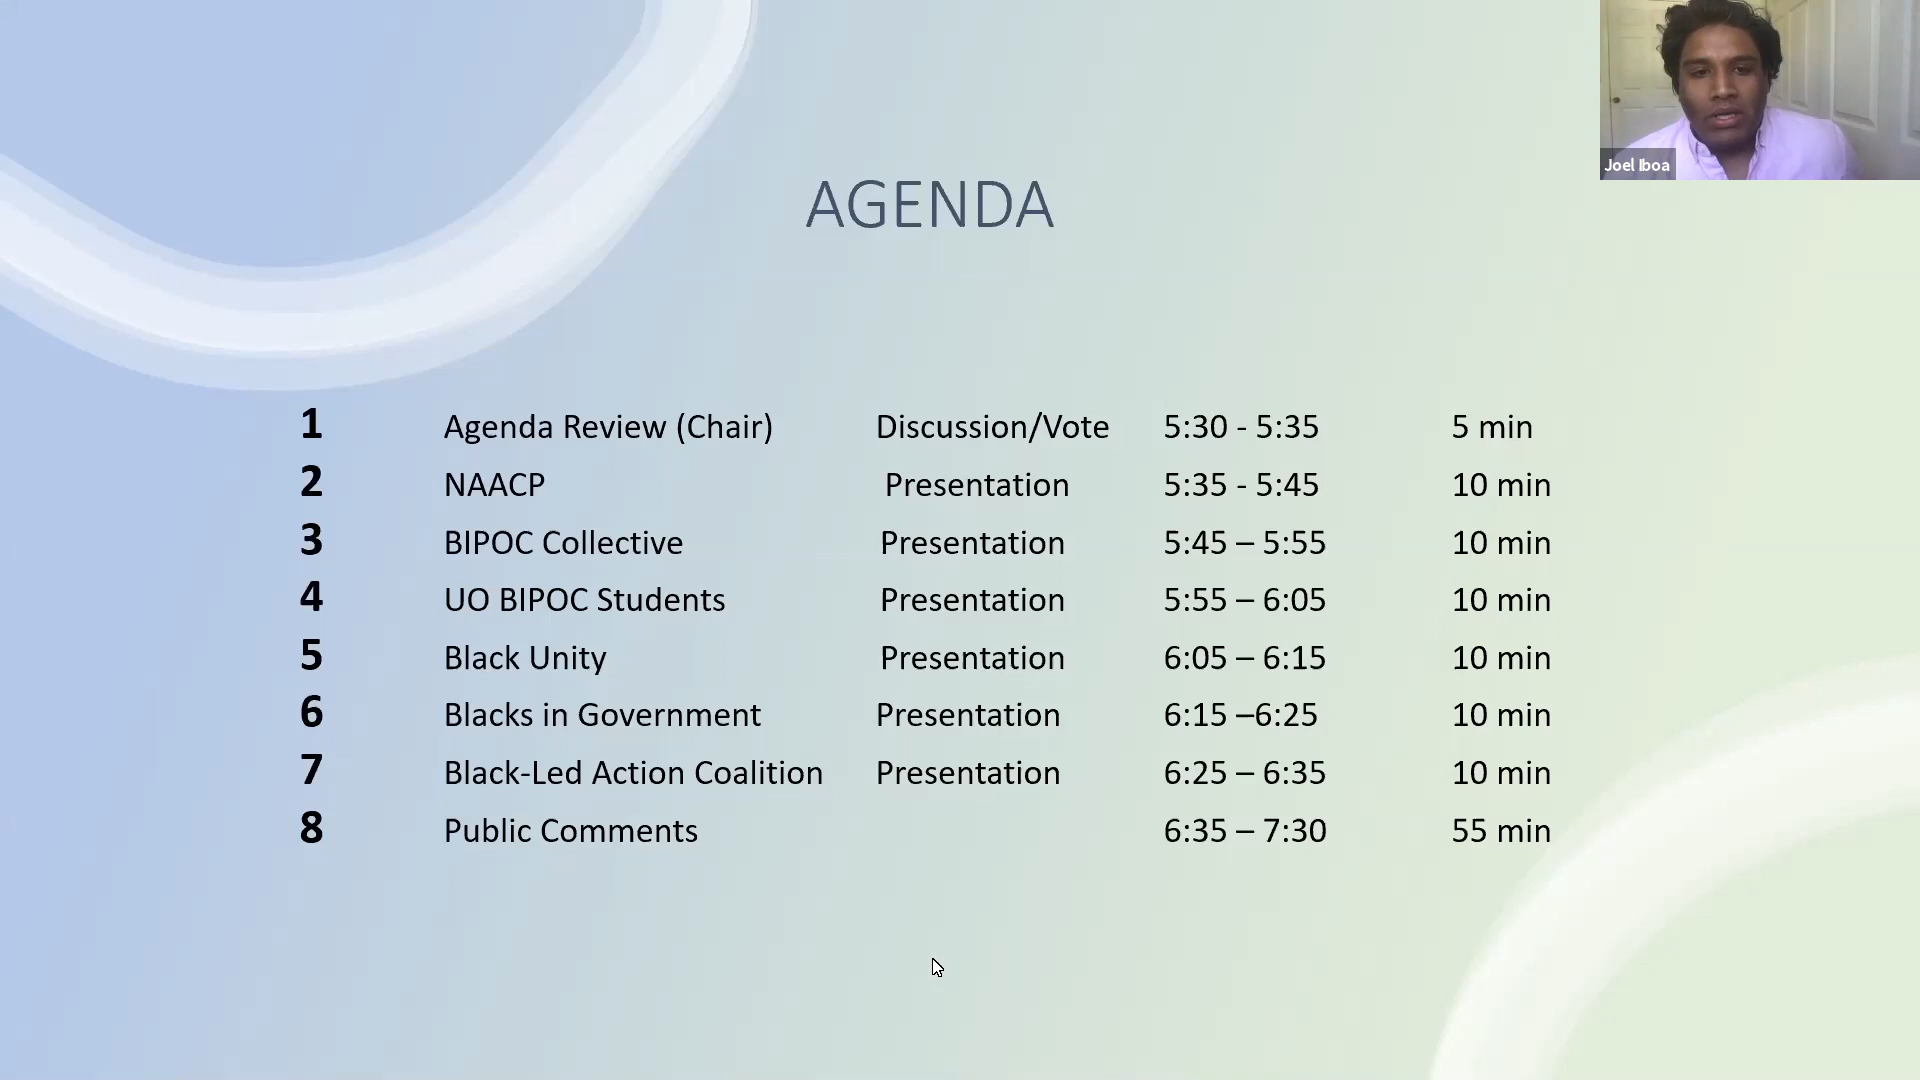 Joel Iboa
AGENDA
1 Agenda Review (Chair) Discussion/Vote 5:30 - 5:35 5 min
2 NAACP Presentation 5:35 - 5:45 10 min
3 BIPOC Collective Presentation 5:45 – 5:55 10 min
4 UO BIPOC Students Presentation 5:55 – 6:05 10 min
5 Black Unity Presentation 6:05 – 6:15 10 min
6 Blacks in Government Presentation 6:15 –6:25 10 min
7 Black-Led Action Coalition Presentation 6:25 – 6:35 10 min
8 Public Comments 6:35 – 7:30 55 min